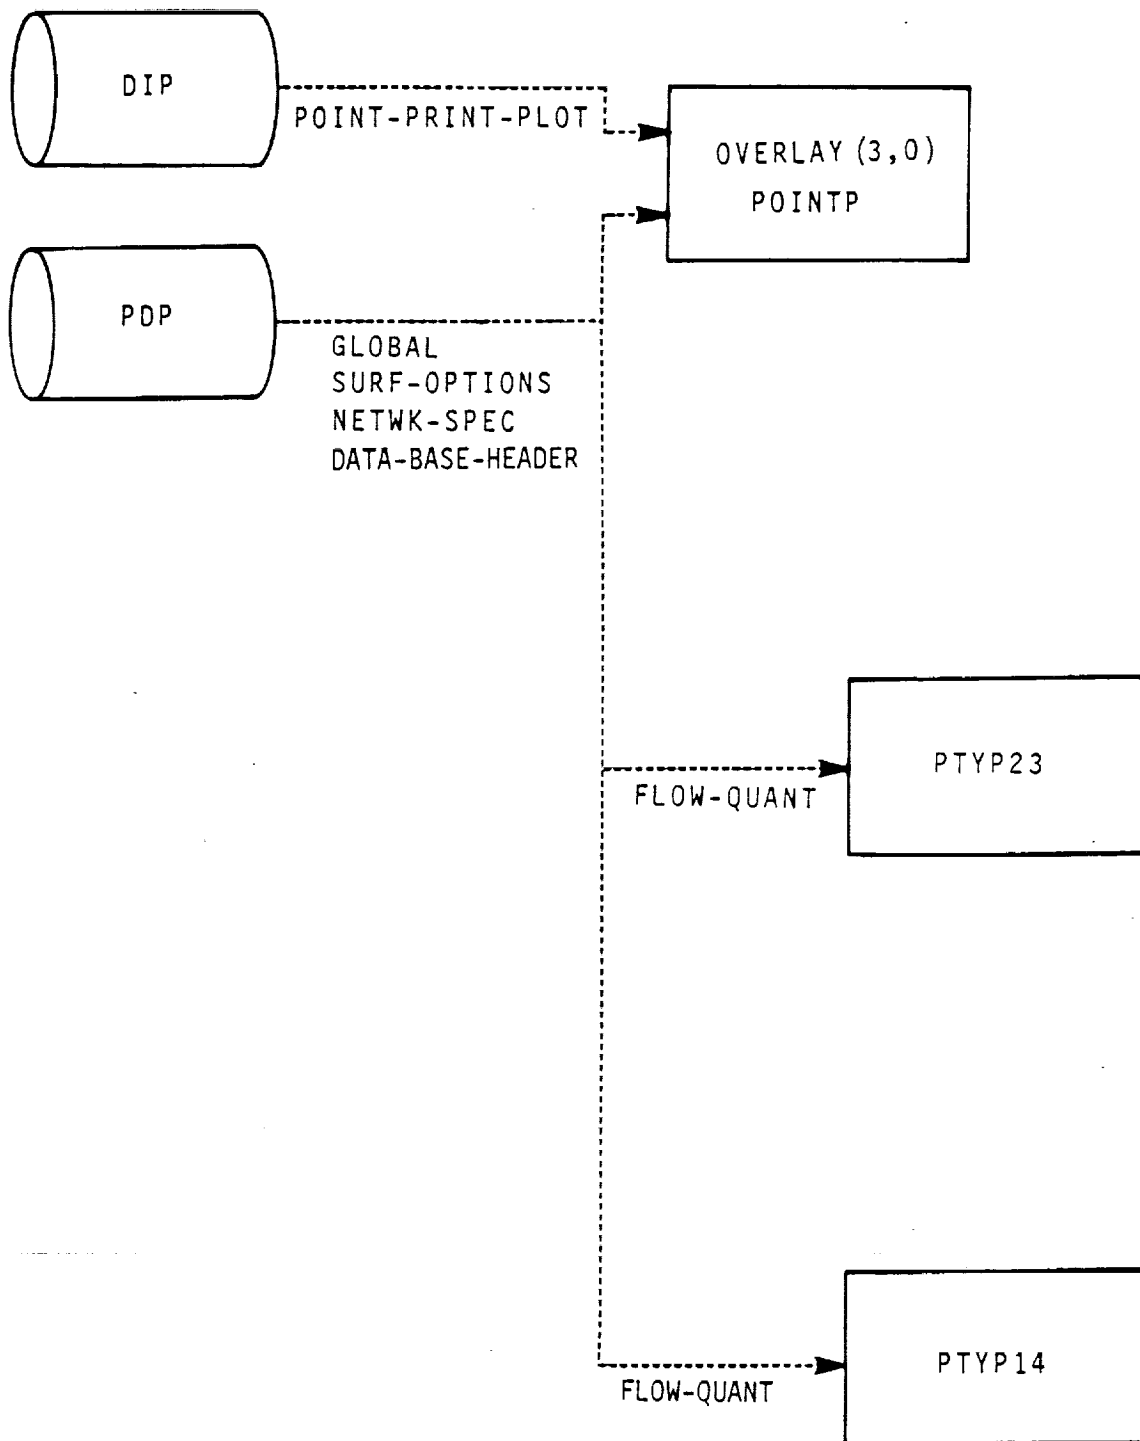 DIP
POINT-PRINT-PLOT
OVERLAY (3,0)
POINTP
PDP
GLOBAL
SURF-OPTIONS
NETWK-SPEC
DATA-BASE-HEADER
PTYP23
FLOW-QUANT
PTYP14
FLOW-QUANT